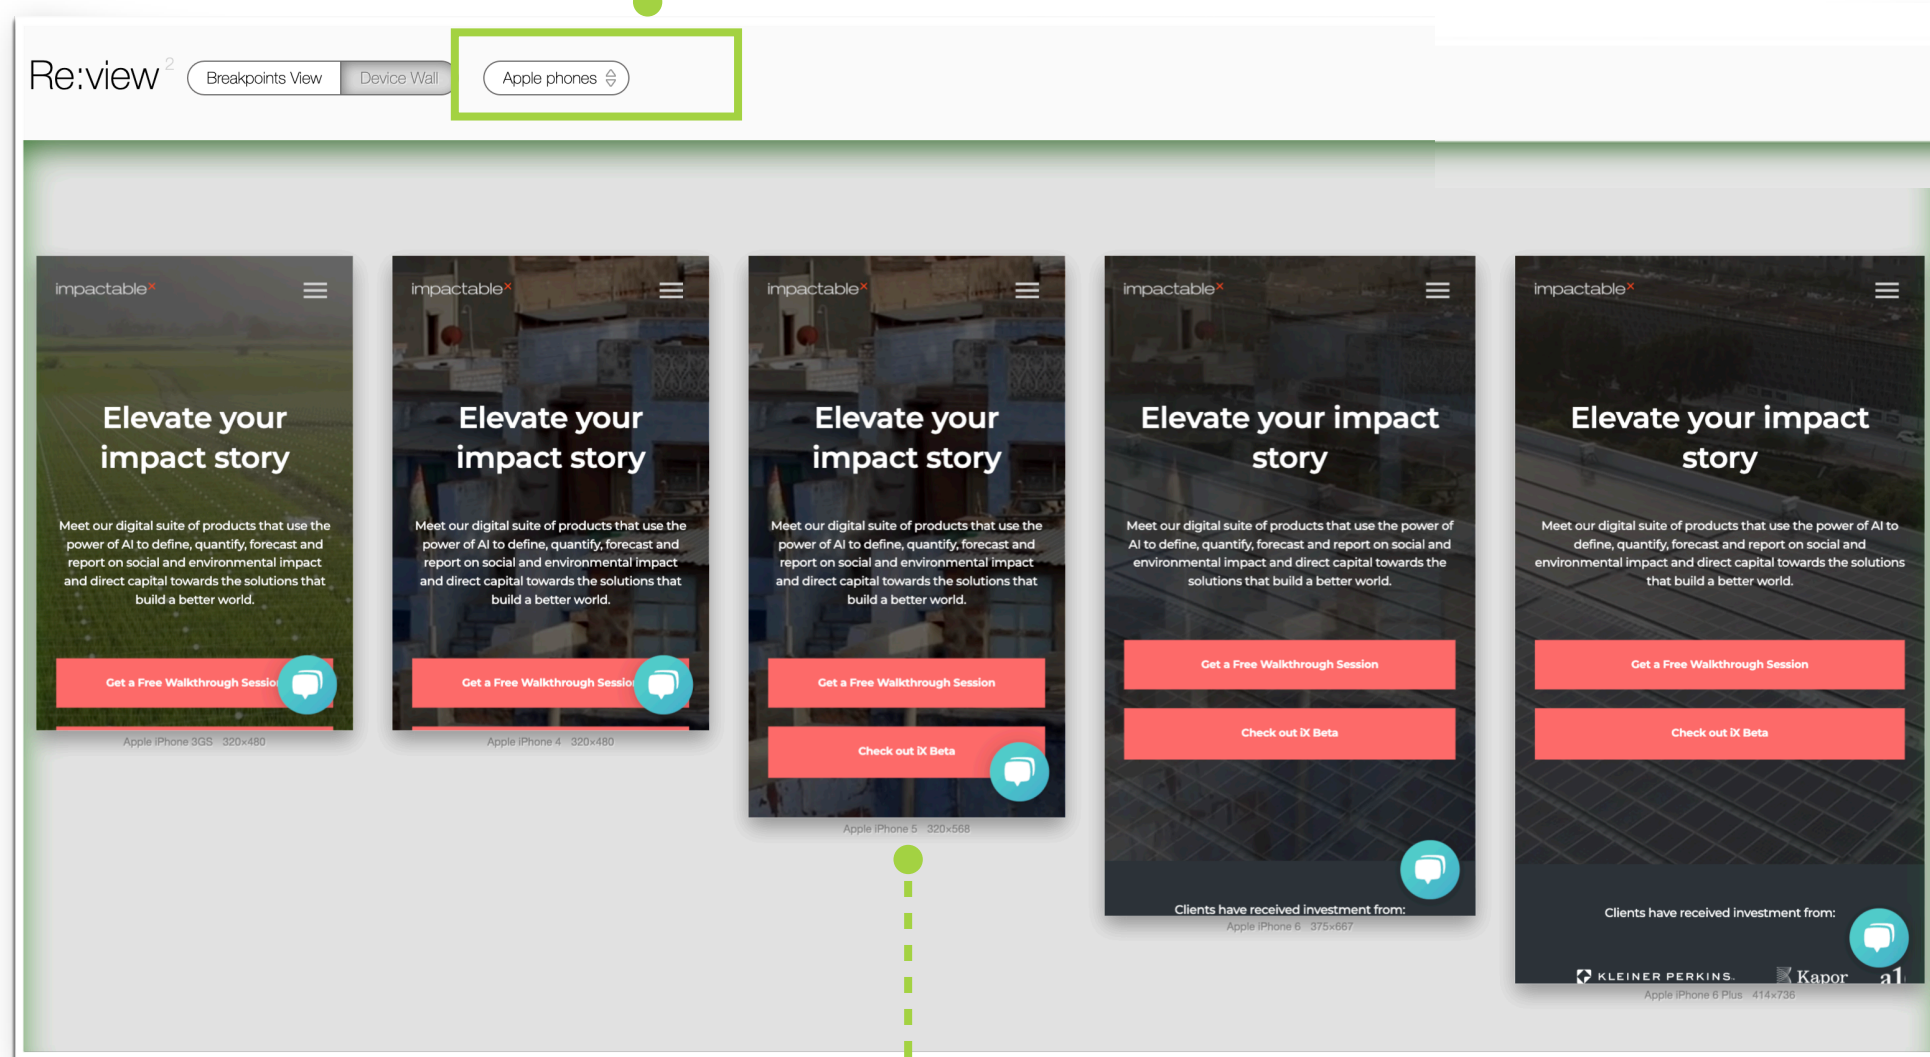 Re:view 2
Breakpoints View
Device Wall
Apple phones
impactable×
Elevate your
impact story
Meet our digital suite of products that use the
power of AI to define, quantify, forecast and
report on social and environmental impact
and direct capital towards the solutions that
build a better world.
Get a Free Walkthrough Sessio
Apple iPhone 3GS 320×480
impactable×
Elevate your
impact story
Meet our digital suite of products that use the
power of AI to define, quantify, forecast and
report on social and environmental impact
and direct capital towards the solutions that
build a better world.
Get a Free Walkthrough Sessio
Apple iPhone 4 320×480
impactable×
Elevate your
impact story
Meet our digital suite of products that use the
power of AI to define, quantify, forecast and
report on social and environmental impact
and direct capital towards the solutions that
build a better world.
Get a Free Walkthrough Session
Check out iX Beta
Apple iPhone 5 320×568
impactable×
Elevate your impact
story
Meet our digital suite of products that use the power of
AI to define, quantify, forecast and report on social and
environmental impact and direct capital towards the
solutions that build a better world.
Get a Free Walkthrough Session
Check out iX Beta
Clients have received investment from:
Apple iPhone 6 375×667
impactable×
Elevate your impact
story
Meet our digital suite of products that use the power of AI to
define, quantify, forecast and report on social and
environmental impact and direct capital towards the solutions
that build a better world.
Get a Free Walkthrough Session
Check out iX Beta
Clients have received investment from:
KLEINER PERKINS. Kapor a1
Apple iPhone 6 Plus 414×736